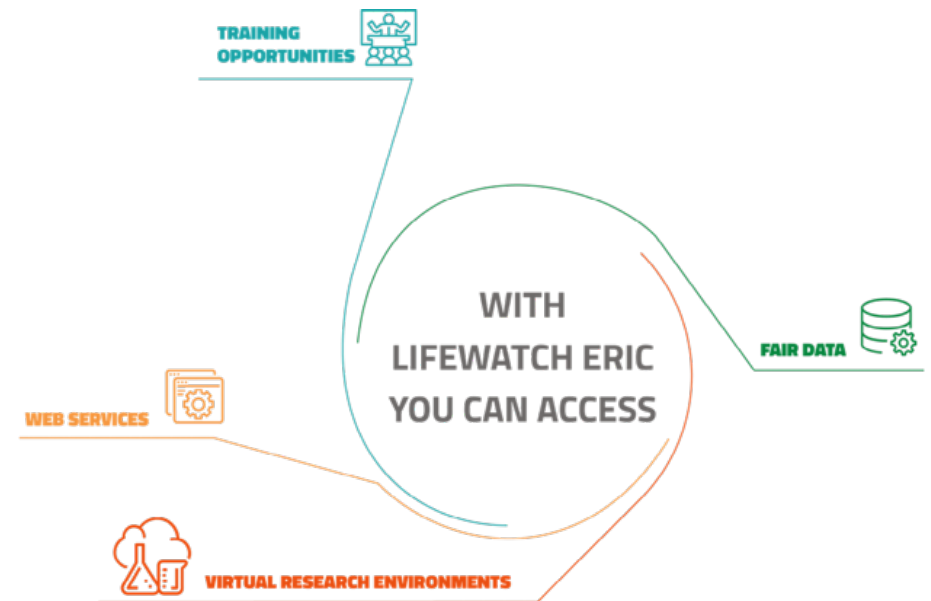 TRAINING
OPPORTUNITIES
WITH
LIFEWATCH ERIC
YOU CAN ACCESS
FAIR DATA
WEB SERVICES
VIRTUAL RESEARCH ENVIRONMENTS